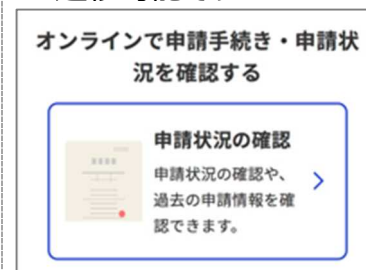 オンラインで申請手続き・申請状
況を確認する
申請状況の確認
申請状況の確認や、
過去の申請情報を確
認できます。